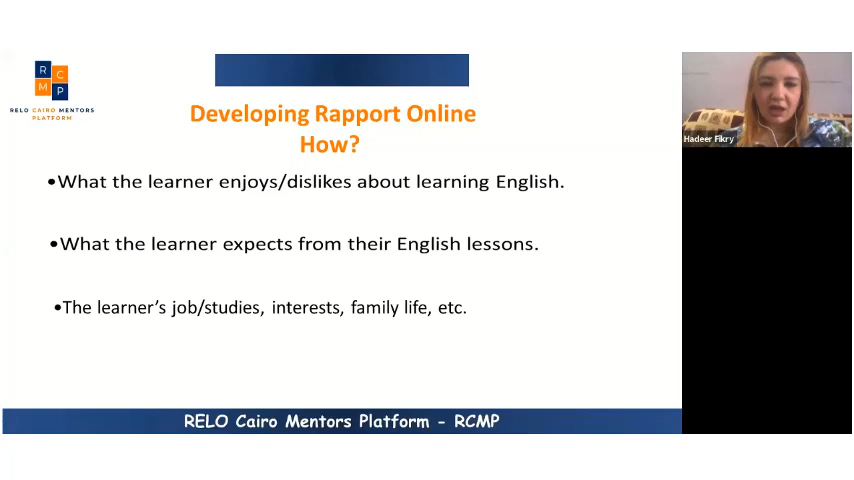 R
C
M
P
RELO CAIRO MENTORS
PLATFORM
Developing Rapport Online
How?
•What the learner enjoys/dislikes about learning English.
•What the learner expects from their English lessons.
•The learner’s job/studies, interests, family life, etc.
RELO Cairo Mentors Platform - RCMP
Hadeer Fikry